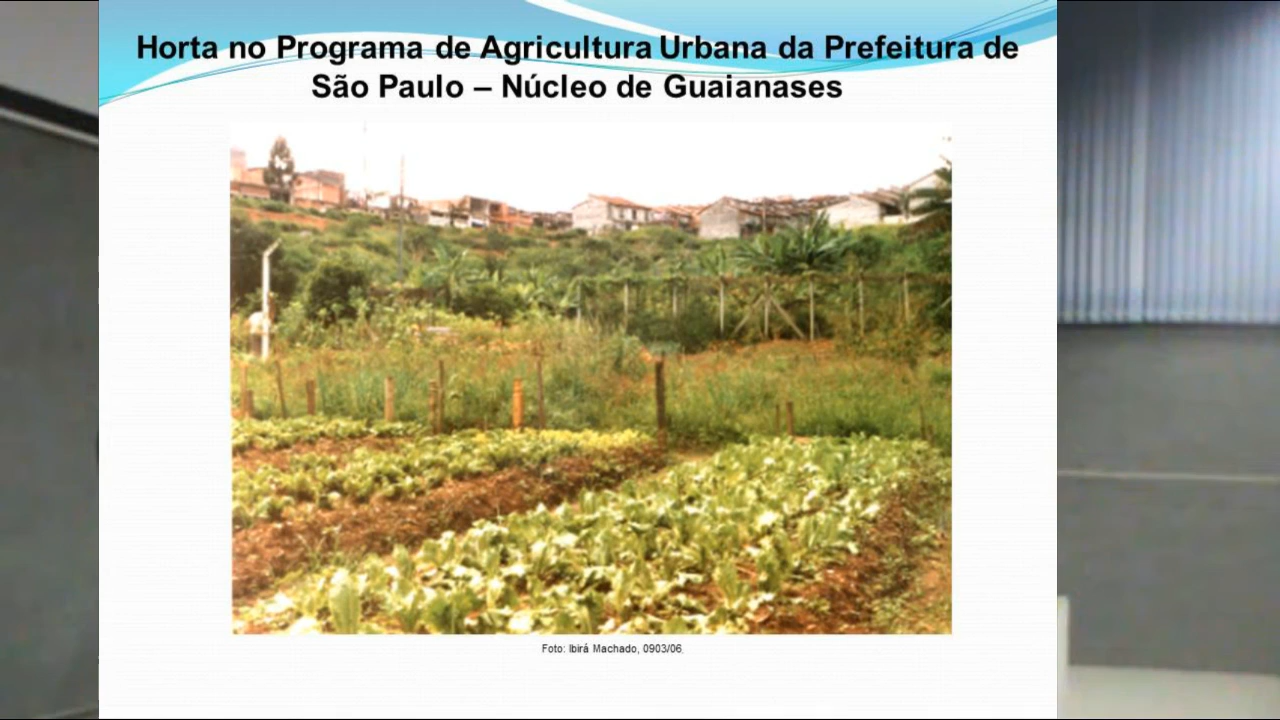 Horta no Programa de Agricultura Urbana da Prefeitura de
São Paulo – Núcleo de Guaianases
Foto: Ibirá Machado, 0903/06.